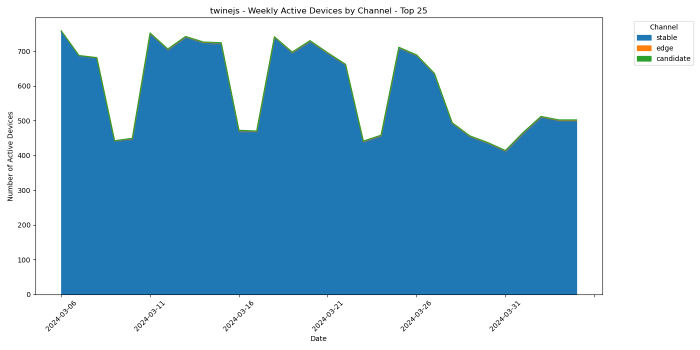 twinejs - Weekly Active Devices by Channel - Top 25
Channel
stable
edge
candidate
Number of Active Devices
700
600
500
400
300
200
100
0
2024-03-06
2024-03-11
2024-03-16
2024-03-21
2024-03-26
2024-03-31
Date